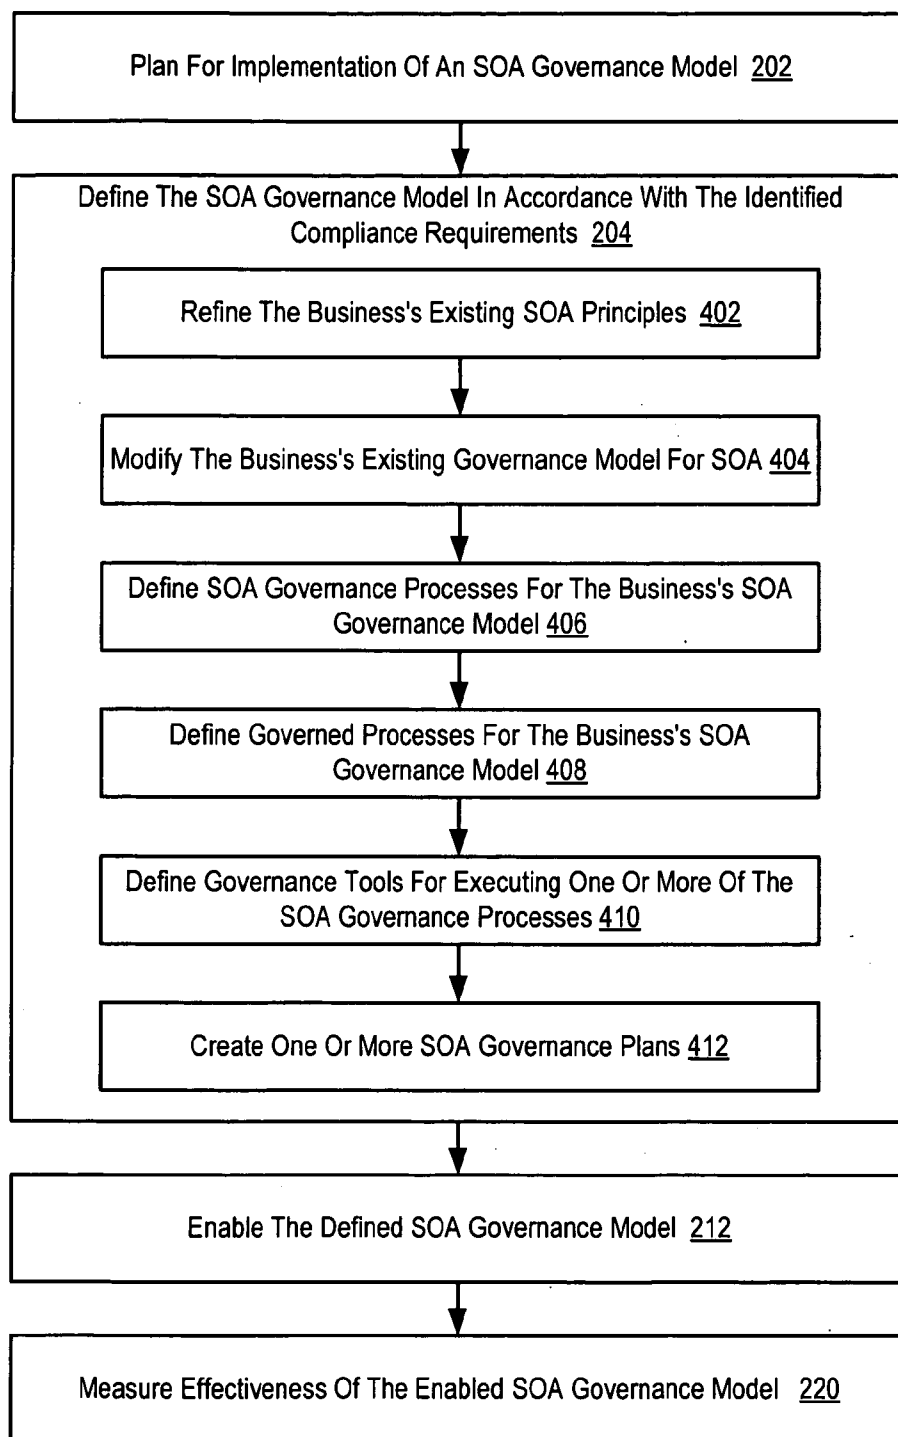 Plan For Implementation Of An SOA Governance Model 202
Define The SOA Governance Model In Accordance With The Identified
Compliance Requirements 204
Refine The Business's Existing SOA Principles 402
Modify The Business's Existing Governance Model For SOA 404
Define SOA Governance Processes For The Business's SOA
Governance Model 406
Define Governed Processes For The Business's SOA
Governance Model 408
Define Governance Tools For Executing One Or More Of The
SOA Governance Processes 410
Create One Or More SOA Governance Plans 412
Enable The Defined SOA Governance Model 212
Measure Effectiveness Of The Enabled SOA Governance Model 220